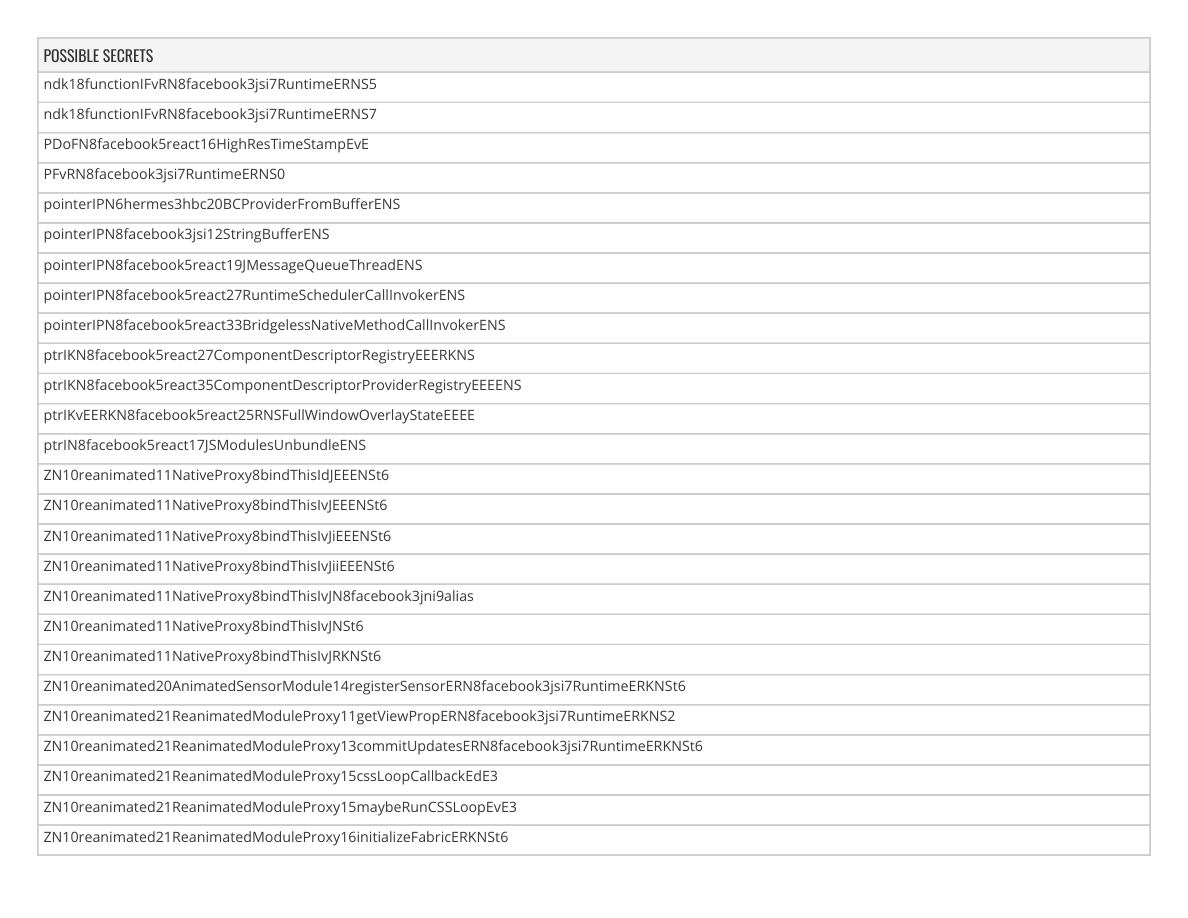 POSSIBLE SECRETS
ndk18functionIFvRN8facebook3jsi7RuntimeERNS5
ndk18functionIFvRN8facebook3jsi7RuntimeERNS7
PDoFN8facebook5react16HighResTimeStampEvE
PFvRN8facebook3jsi7RuntimeERNS0
pointerIPN6hermes3hbc20BCProviderFromBufferENS
pointerIPN8facebook3jsi12StringBufferENS
pointerIPN8facebook5react19JMessageQueueThreadENS
pointerIPN8facebook5react27RuntimeSchedulerCallInvokerENS
pointerIPN8facebook5react33BridgelessNativeMethodCallInvokerENS
ptrIKN8facebook5react27ComponentDescriptorRegistryEEERKNS
ptrIKN8facebook5react35ComponentDescriptorProviderRegistryEEEENS
ptrIKvEERKN8facebook5react25RNSFullWindowOverlayStateEEEE
ptrIN8facebook5react17JSModulesUnbundleENS
ZN10reanimated11NativeProxy8bindThisIdJEEENSt6
ZN10reanimated11NativeProxy8bindThisIvJEEENSt6
ZN10reanimated11NativeProxy8bindThisIvJiEEENSt6
ZN10reanimated11NativeProxy8bindThisIvJiiEEENSt6
ZN10reanimated11NativeProxy8bindThisIvJN8facebook3jni9alias
ZN10reanimated11NativeProxy8bindThisIvJNSt6
ZN10reanimated11NativeProxy8bindThisIvJRKNSt6
ZN10reanimated20AnimatedSensorModule14registerSensorERN8facebook3jsi7RuntimeERKNSt6
ZN10reanimated21ReanimatedModuleProxy11getViewPropERN8facebook3jsi7RuntimeERKNS2
ZN10reanimated21ReanimatedModuleProxy13commitUpdatesERN8facebook3jsi7RuntimeERKNSt6
ZN10reanimated21ReanimatedModuleProxy15cssLoopCallbackEdE3
ZN10reanimated21ReanimatedModuleProxy15maybeRunCSSLoopEvE3
ZN10reanimated21ReanimatedModuleProxy16initializeFabricERKNSt6